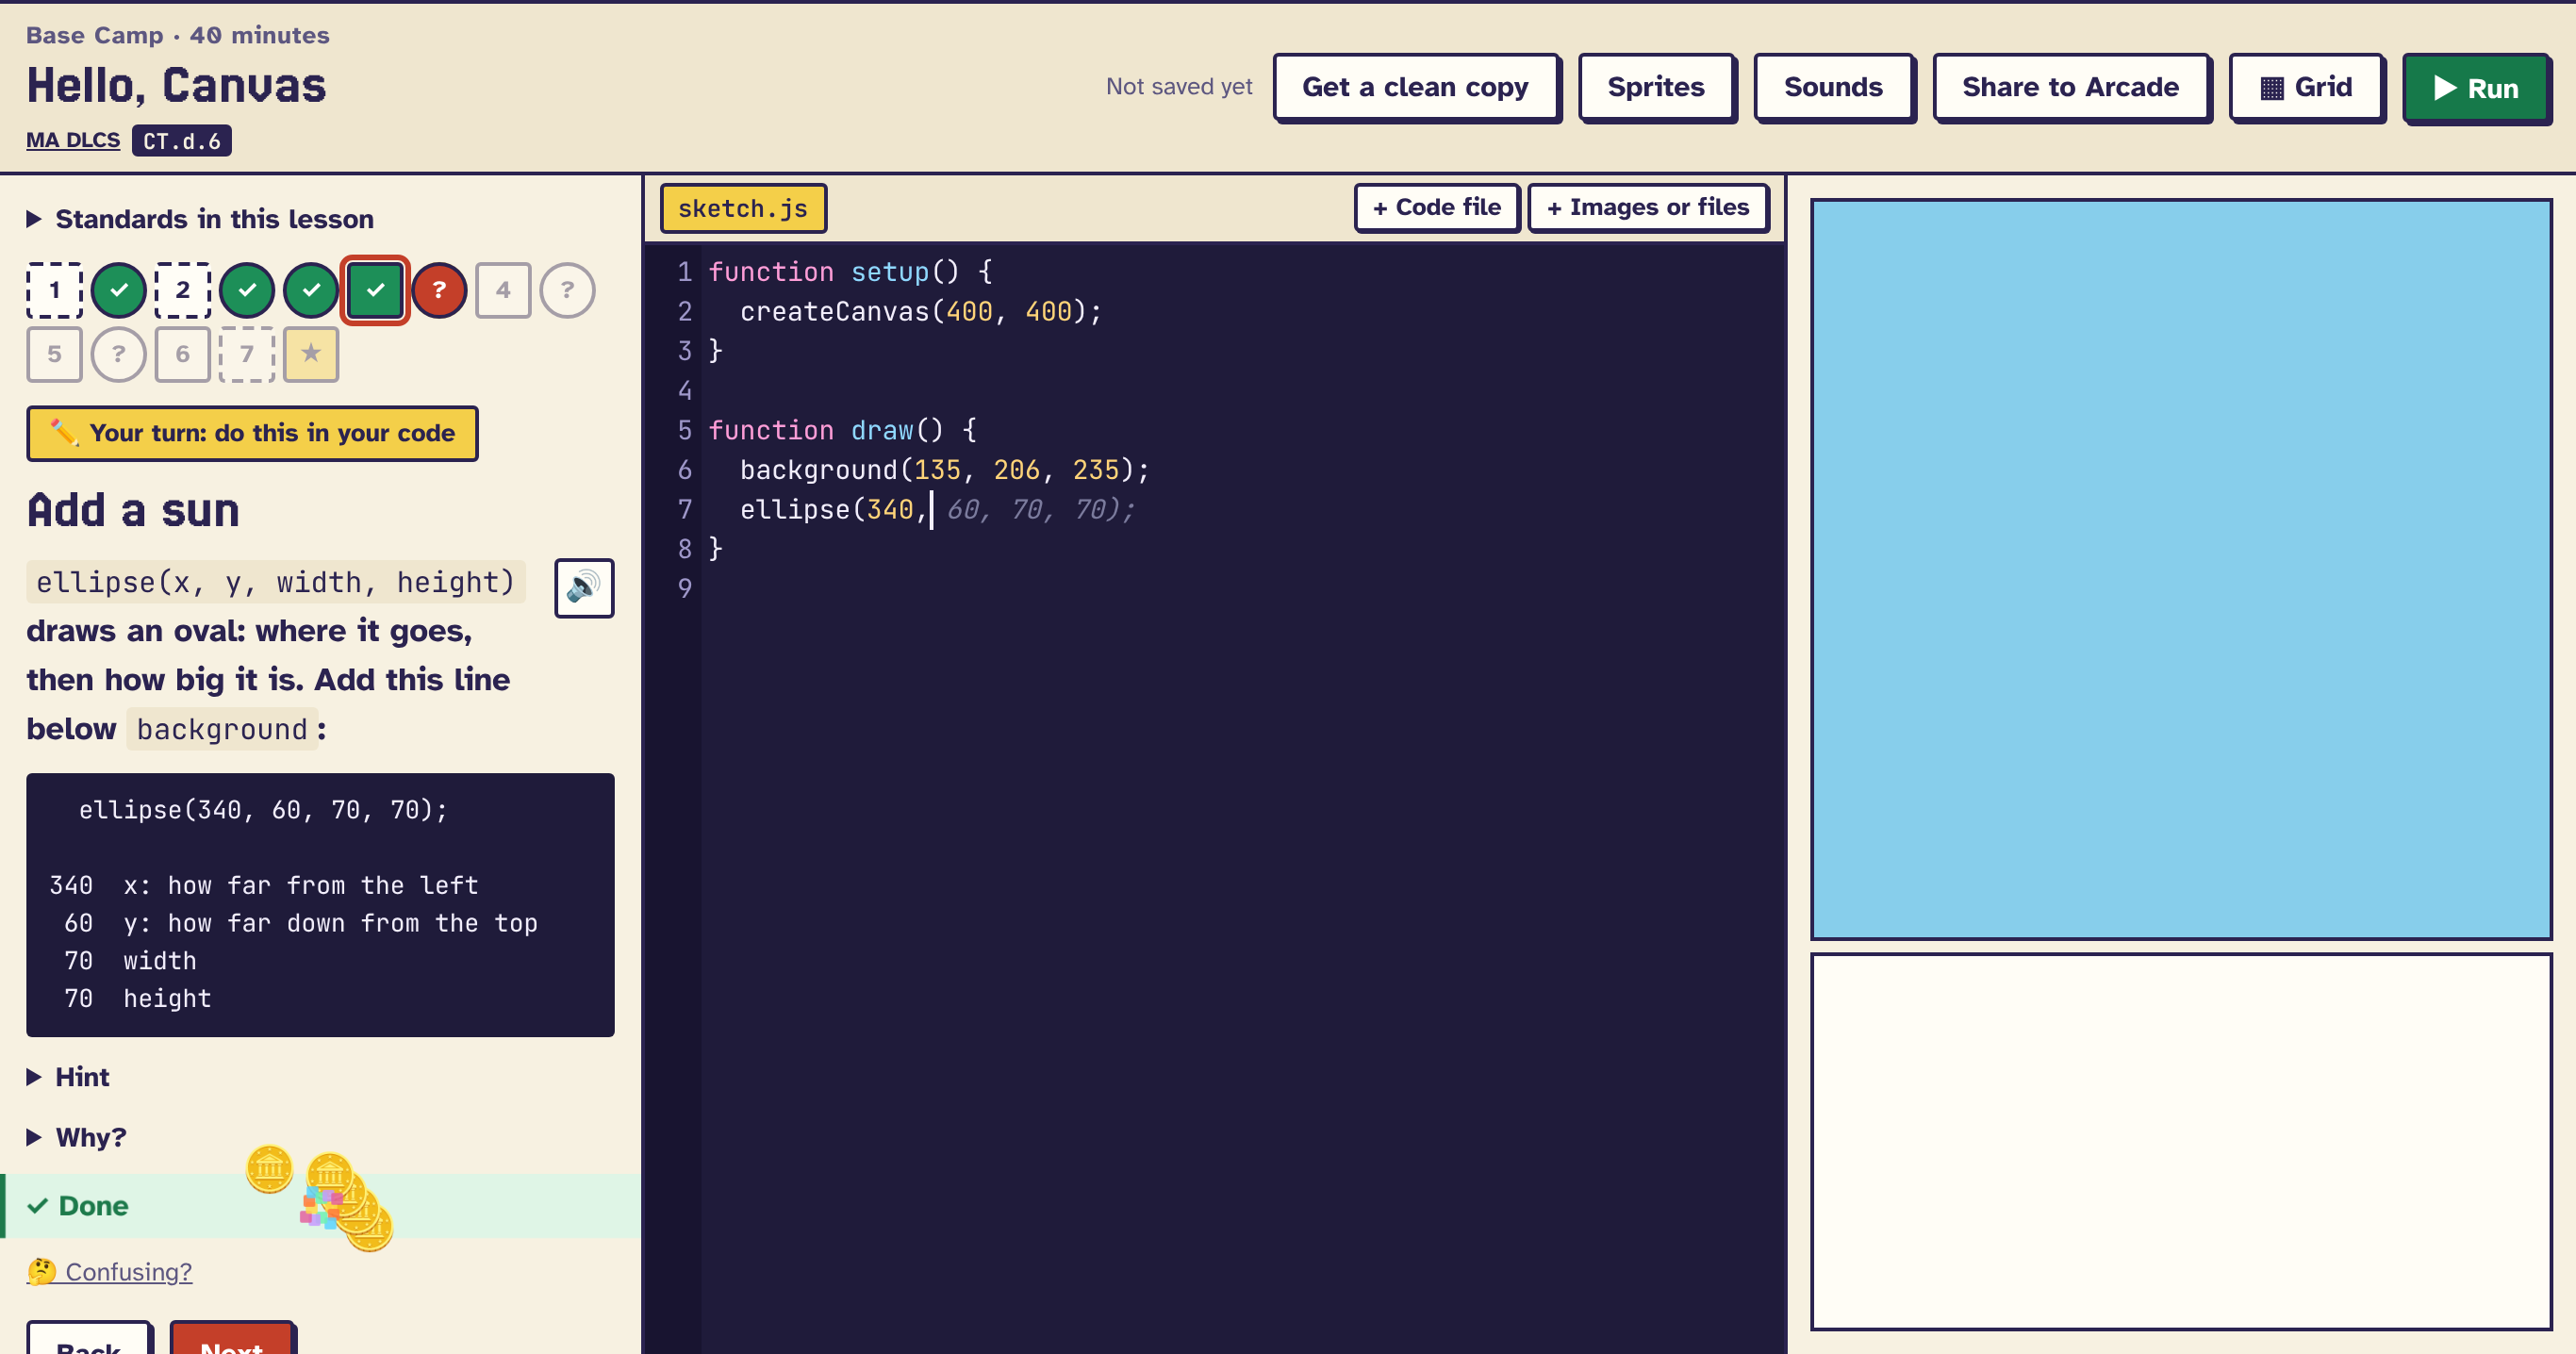 Base Camp · 40 minutes
Hello, Canvas
MA DLCS CT.d.6
Not saved yet
Get a clean copy
Sprites
Sounds
Share to Arcade
▦ Grid
▶ Run
▶ Standards in this lesson
1 ✓ 2 ✓ ✓ ✓ ? 4 ?
5 ? 6 7 ★
✏️ Your turn: do this in your code
Add a sun
ellipse(x, y, width, height)
draws an oval: where it goes,
then how big it is. Add this line
below background:
ellipse(340, 60, 70, 70);
340 x: how far from the left
60 y: how far down from the top
70 width
70 height
▶ Hint
▶ Why?
✓ Done
🤔 Confusing?
Back Next
sketch.js
+ Code file
+ Images or files
1 function setup() {
2   createCanvas(400, 400);
3 }
4
5 function draw() {
6   background(135, 206, 235);
7   ellipse(340, 60, 70, 70);
8 }
9